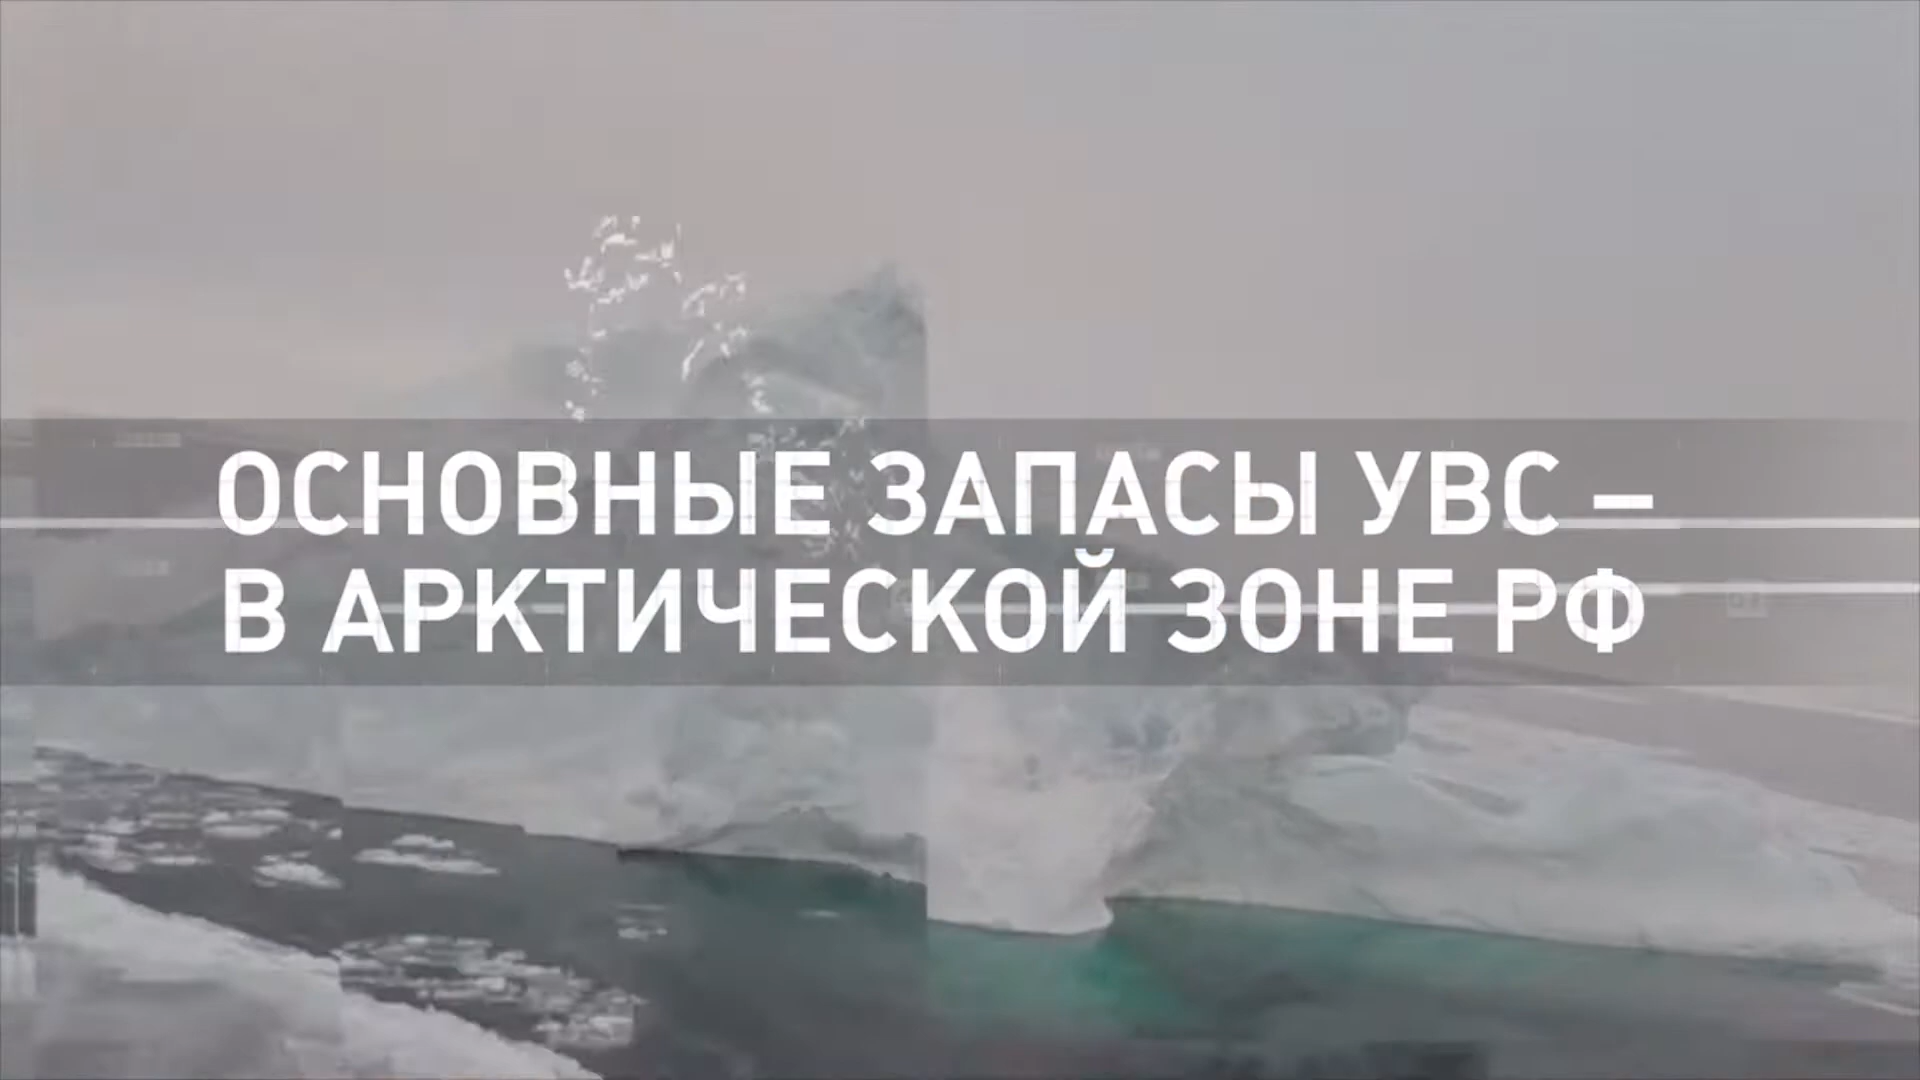 ОСНОВНЫЕ ЗАПАСЫ УВС –
В АРКТИЧЕСКОЙ ЗОНЕ РФ